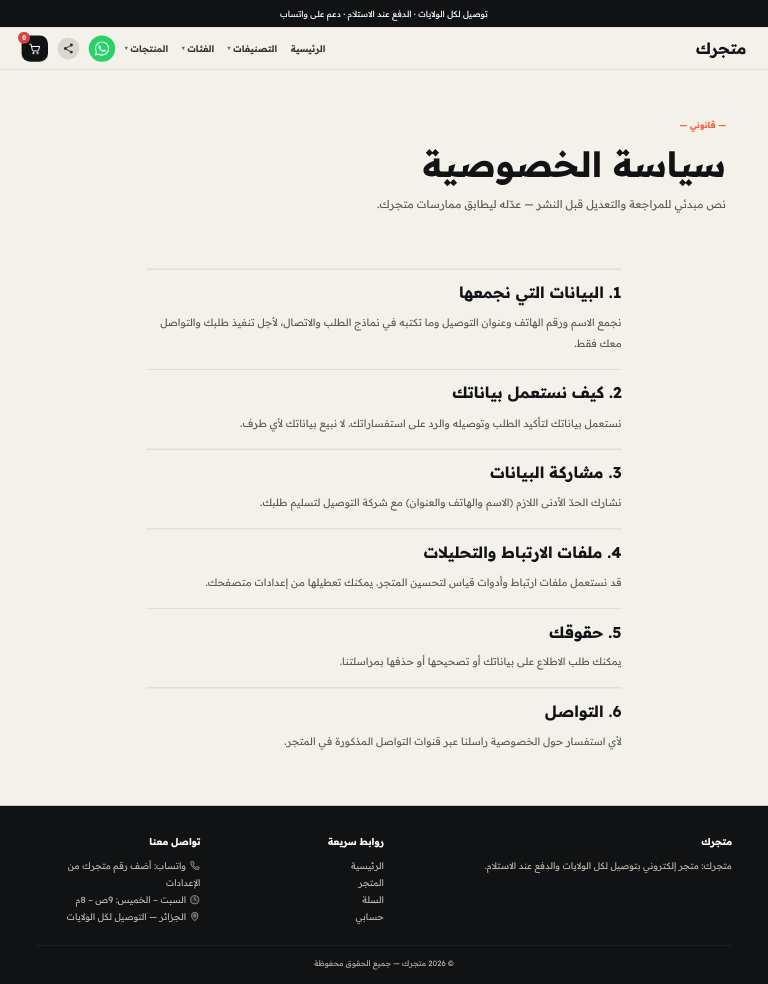 توصيل لكل الولايات · الدفع عند الاستلام · دعم على واتساب
متجرك
الرئيسية
التصنيفات
الفئات
المنتجات
0
— قانوني —
سياسة الخصوصية
نص مبدئي للمراجعة والتعديل قبل النشر — عدّله ليطابق ممارسات متجرك.
1. البيانات التي نجمعها
نجمع الاسم ورقم الهاتف وعنوان التوصيل وما تكتبه في نماذج الطلب والاتصال، لأجل تنفيذ طلبك والتواصل
معك فقط.
2. كيف نستعمل بياناتك
نستعمل بياناتك لتأكيد الطلب وتوصيله والرد على استفساراتك. لا نبيع بياناتك لأي طرف.
3. مشاركة البيانات
نشارك الحدّ الأدنى اللازم (الاسم والهاتف والعنوان) مع شركة التوصيل لتسليم طلبك.
4. ملفات الارتباط والتحليلات
قد نستعمل ملفات ارتباط وأدوات قياس لتحسين المتجر. يمكنك تعطيلها من إعدادات متصفحك.
5. حقوقك
يمكنك طلب الاطلاع على بياناتك أو تصحيحها أو حذفها بمراسلتنا.
6. التواصل
لأي استفسار حول الخصوصية راسلنا عبر قنوات التواصل المذكورة في المتجر.
متجرك
متجرك: متجر إلكتروني بتوصيل لكل الولايات والدفع عند الاستلام.
روابط سريعة
الرئيسية
المتجر
السلة
حسابي
تواصل معنا
واتساب: أضف رقم متجرك من
الإعدادات
السبت – الخميس: 9ص – 8م
الجزائر — التوصيل لكل الولايات
© 2026 متجرك — جميع الحقوق محفوظة